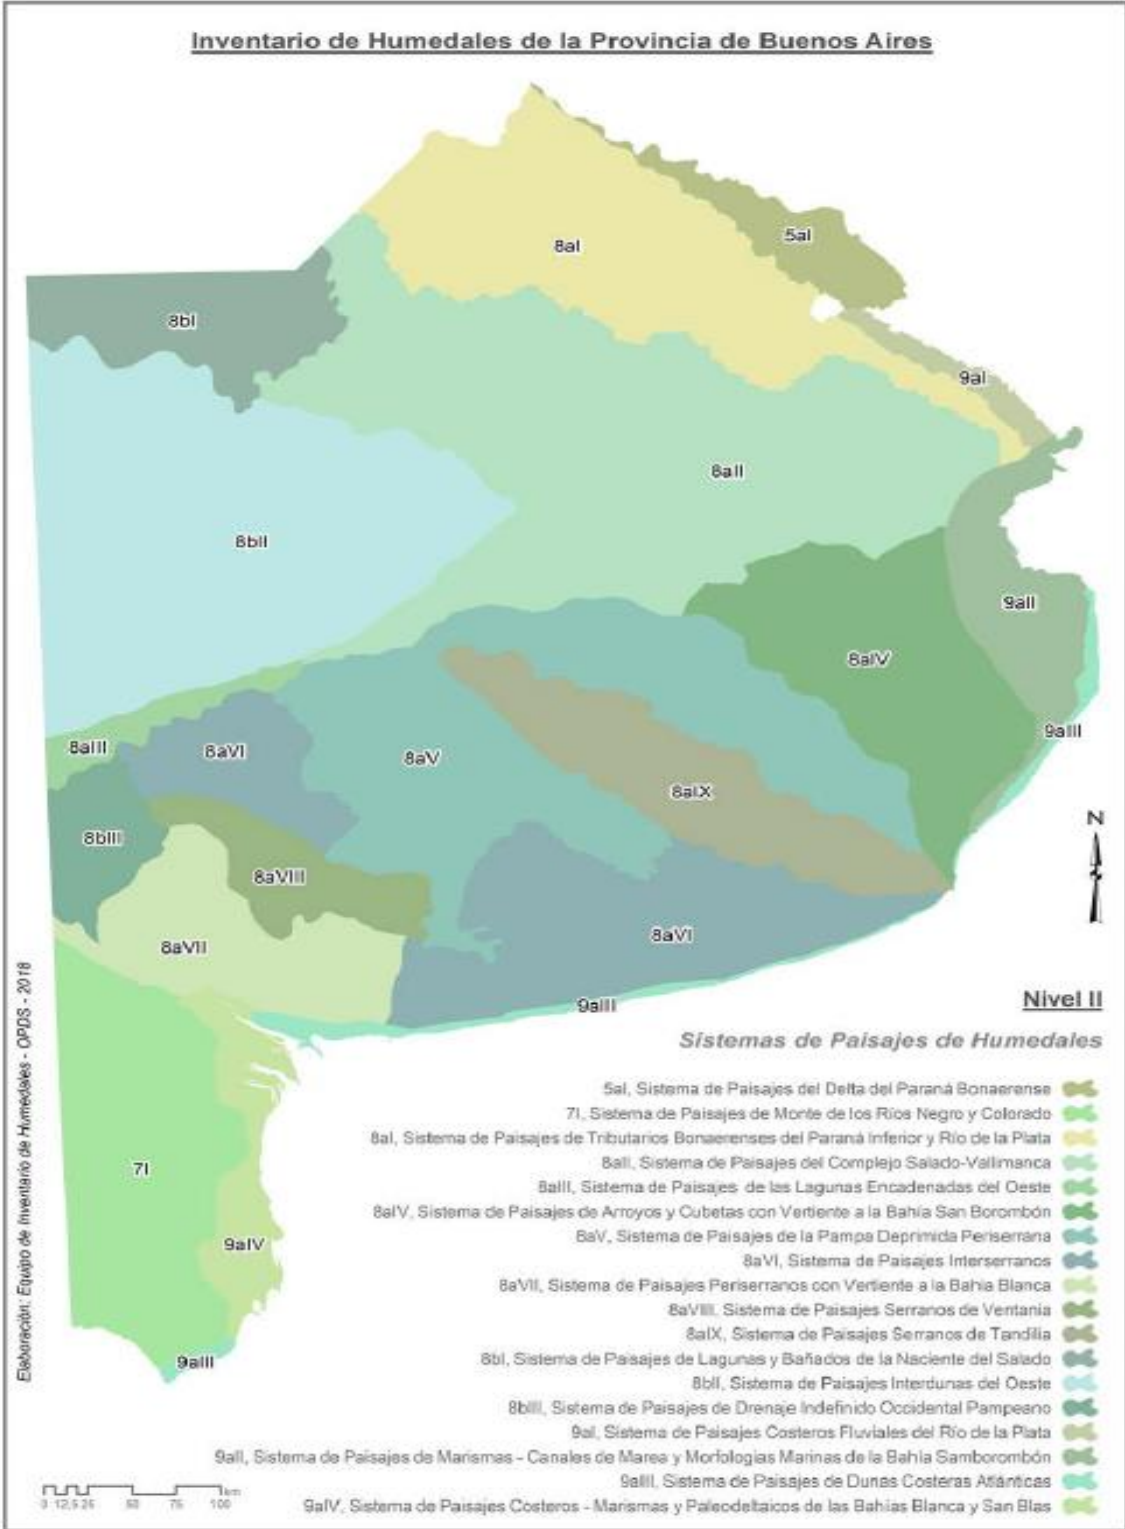 Inventario de Humedales de la Provincia de Buenos Aires
5aI
8aI
8bI
9aI
8aII
8bII
9aII
8aIV
9aIII
8aIII
8aVI
8aV
8aIX
8bIII
8aVIII
8aVII
8aVI
9aIII
7I
9aIV
9aIII
N
Elaboración: Equipo de Inventario de Humedales - OPDS - 2018
Nivel II
Sistemas de Paisajes de Humedales
5aI, Sistema de Paisajes del Delta del Paraná Bonaerense
7I, Sistema de Paisajes de Monte de los Ríos Negro y Colorado
8aI, Sistema de Paisajes de Tributarios Bonaerenses del Paraná Inferior y Río de la Plata
8aII, Sistema de Paisajes del Complejo Salado-Vallimanca
8aIII, Sistema de Paisajes de las Lagunas Encadenadas del Oeste
8aIV, Sistema de Paisajes de Arroyos y Cubetas con Vertiente a la Bahía San Borombón
8aV, Sistema de Paisajes de la Pampa Deprimida Periserrana
8aVI, Sistema de Paisajes Interserranos
8aVII, Sistema de Paisajes Periserranos con Vertiente a la Bahía Blanca
8aVIII, Sistema de Paisajes Serranos de Ventania
8aIX, Sistema de Paisajes Serranos de Tandilia
8bI, Sistema de Paisajes de Lagunas y Bañados de la Naciente del Salado
8bII, Sistema de Paisajes Interdunas del Oeste
8bIII, Sistema de Paisajes de Drenaje Indefinido Occidental Pampeano
9aI, Sistema de Paisajes Costeros Fluviales del Río de la Plata
9aII, Sistema de Paisajes de Marismas - Canales de Marea y Morfologías Marinas de la Bahía Samborombón
9aIII, Sistema de Paisajes de Dunas Costeras Atlánticas
9aIV, Sistema de Paisajes Costeros - Marismas y Paleodeltaicos de las Bahías Blanca y San Blas
km
0 12,5 25 50 75 100